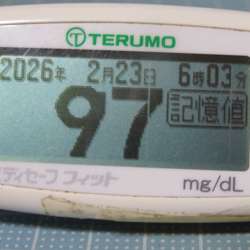 TERUMO
2026年 2月23日 6時03分
97 記憶値
ディセーフ フィット
mg/dL